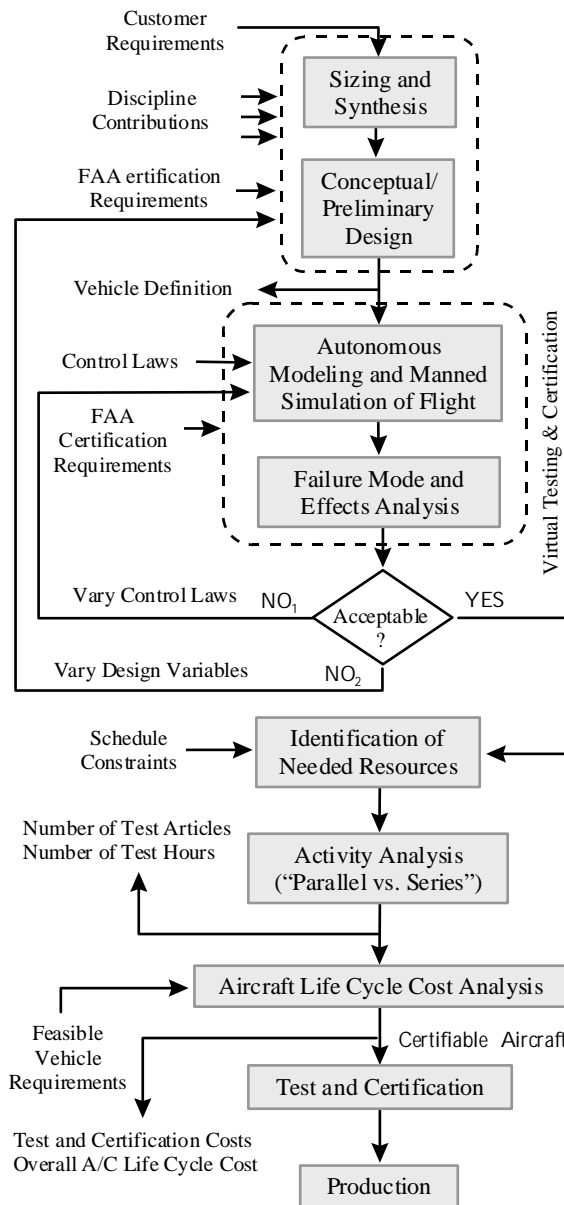 Customer
Requirements
Sizing and
Synthesis
Discipline
Contributions
FAA ertification
Requirements
Conceptual/
Preliminary
Design
Vehicle Definition
Control Laws
Autonomous
Modeling and Manned
Simulation of Flight
FAA
Certification
Requirements
Failure Mode and
Effects Analysis
Virtual Testing & Certification
Vary Control Laws
NO1
Acceptable
?
YES
Vary Design Variables
NO2
Schedule
Constraints
Identification of
Needed Resources
Number of Test Articles
Number of Test Hours
Activity Analysis
(“Parallel vs. Series”)
Aircraft Life Cycle Cost Analysis
Feasible
Vehicle
Requirements
Certifiable Aircraft
Test and Certification
Test and Certification Costs
Overall A/C Life Cycle Cost
Production